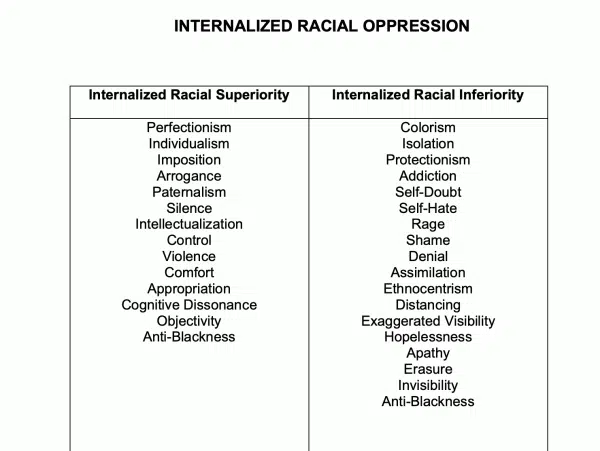 INTERNALIZED RACIAL OPPRESSION
Internalized Racial Superiority
Perfectionism
Individualism
Imposition
Arrogance
Paternalism
Silence
Intellectualization
Control
Violence
Comfort
Appropriation
Cognitive Dissonance
Objectivity
Anti-Blackness
Internalized Racial Inferiority
Colorism
Isolation
Protectionism
Addiction
Self-Doubt
Self-Hate
Rage
Shame
Denial
Assimilation
Ethnocentrism
Distancing
Exaggerated Visibility
Hopelessness
Apathy
Erasure
Invisibility
Anti-Blackness